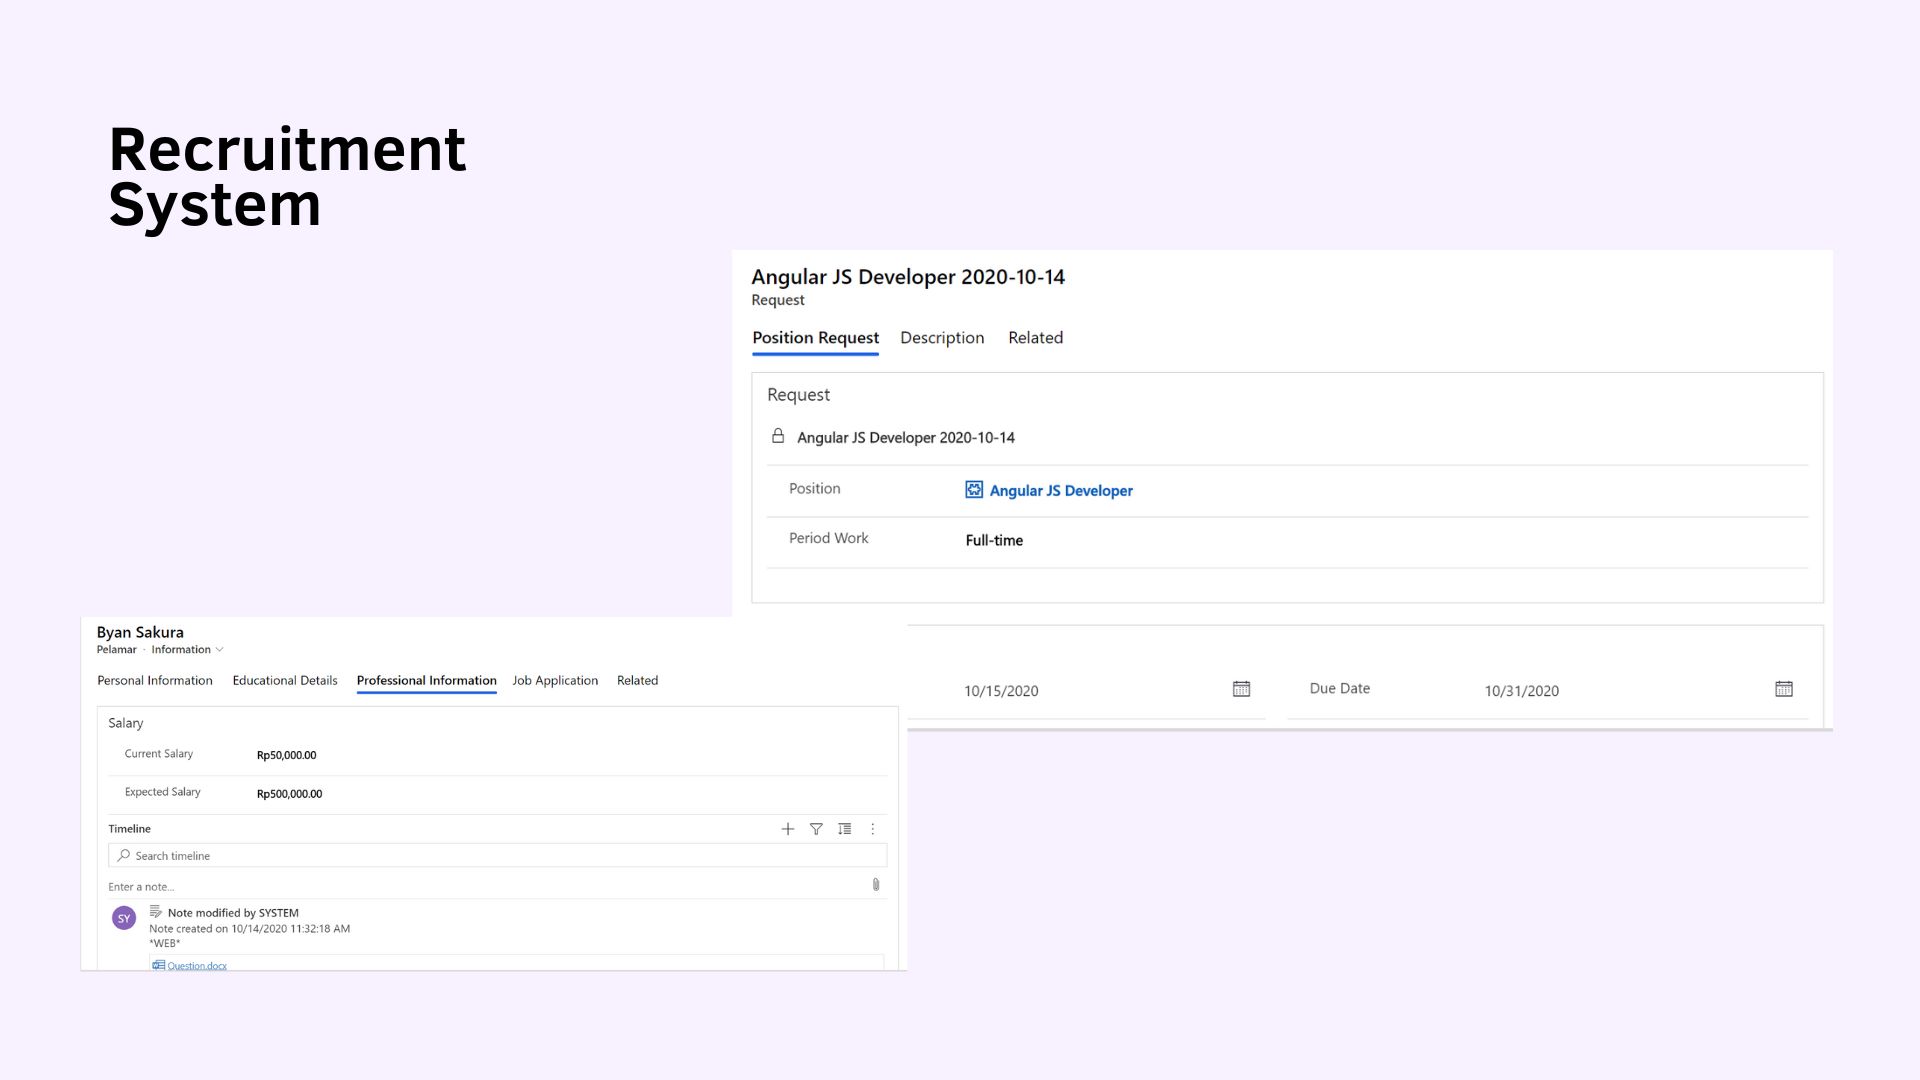 Recruitment
System
Angular JS Developer 2020-10-14
Request
Position Request Description Related
Request
Angular JS Developer 2020-10-14
Position Angular JS Developer
Period Work Full-time
10/15/2020 Due Date 10/31/2020
Byan Sakura
Pelamar · Information
Personal Information Educational Details Professional Information Job Application Related
Salary
Current Salary Rp50,000.00
Expected Salary Rp500,000.00
Timeline
Search timeline
Enter a note...
SY Note modified by SYSTEM
Note created on 10/14/2020 11:32:18 AM
*WEB*
Question.docx